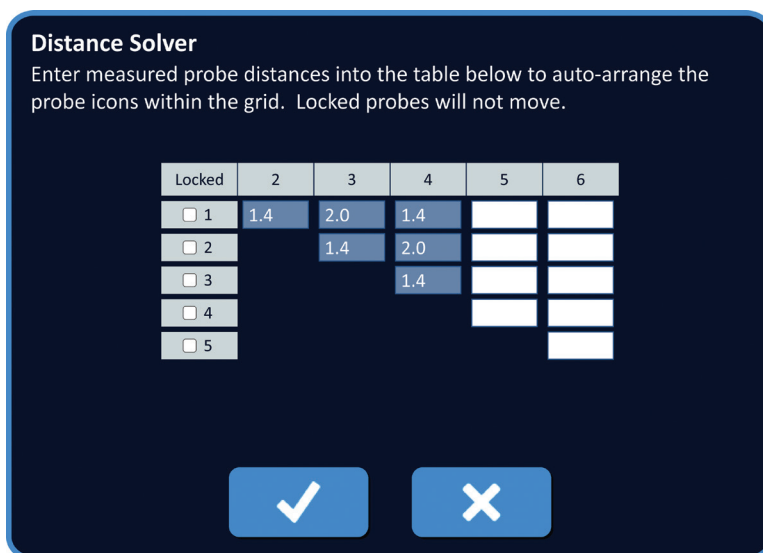 Distance Solver
Enter measured probe distances into the table below to auto-arrange the
probe icons within the grid. Locked probes will not move.
Locked 2 3 4 5 6
1 1.4 2.0 1.4
2 1.4 2.0
3 1.4
4
5